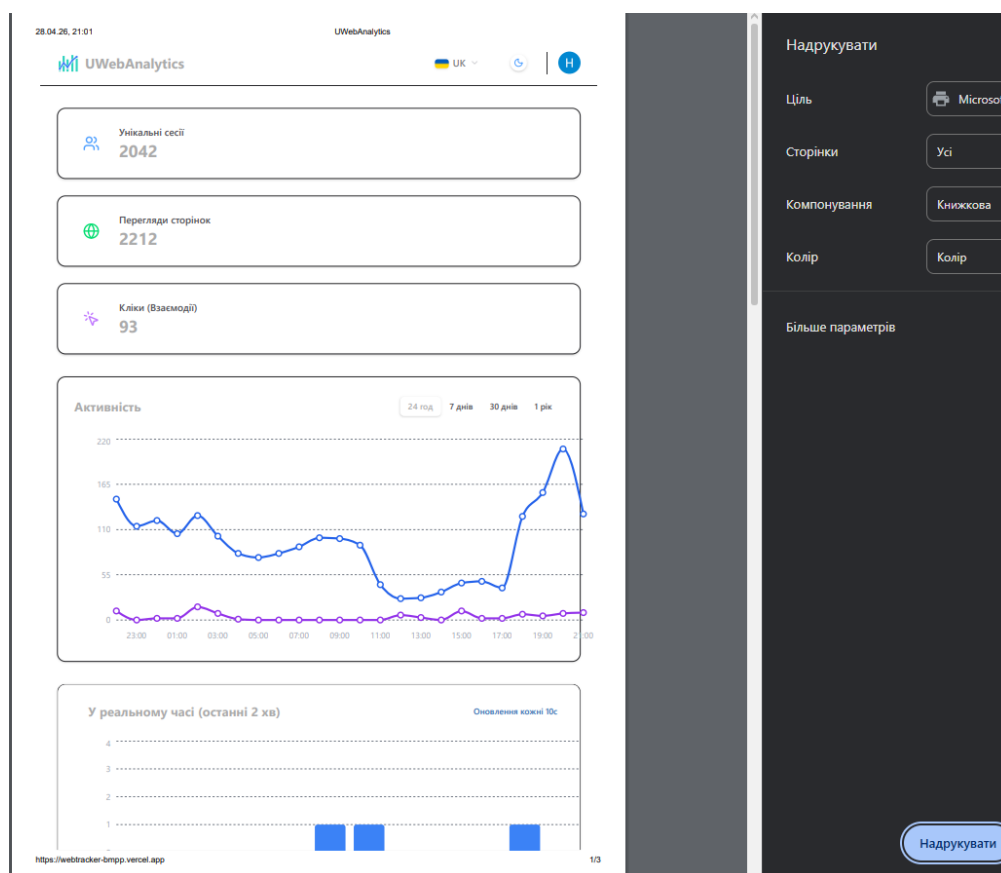 28.04.26, 21:01 UWebAnalytics
UWebAnalytics UK H
Унікальні сесії
2042
Перегляди сторінок
2212
Кліки (Взаємодії)
93
Активність 24 год 7 днів 30 днів 1 рік
220
165
110
55
0
23:00 01:00 03:00 05:00 07:00 09:00 11:00 13:00 15:00 17:00 19:00 21:00
У реальному часі (останні 2 хв) Оновлення кожні 10с
4
3
2
1
https://webtracker-bmpp.vercel.app 1/3
Надрукувати
Ціль Microsof
Сторінки Усі
Компонування Книжкова
Колір Колір
Більше параметрів
Надрукувати